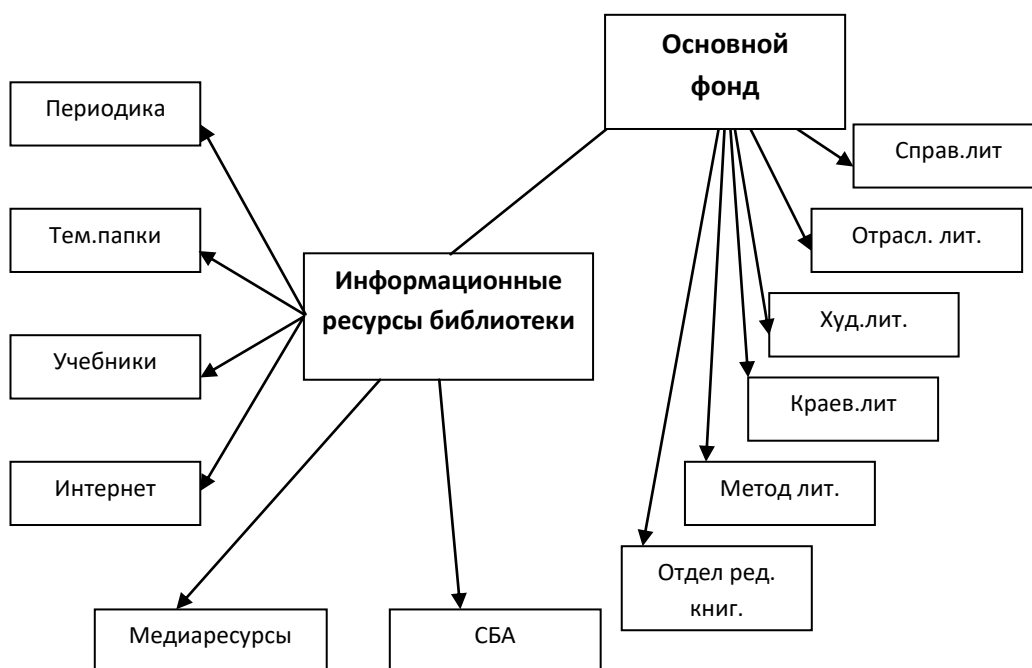 Основной
фонд
Периодика
Справ.лит
Тем.папки
Отрасл. лит.
Информационные
ресурсы библиотеки
Худ.лит.
Учебники
Краев.лит
Интернет
Метод лит.
Отдел ред.
книг.
Медиаресурсы
СБА